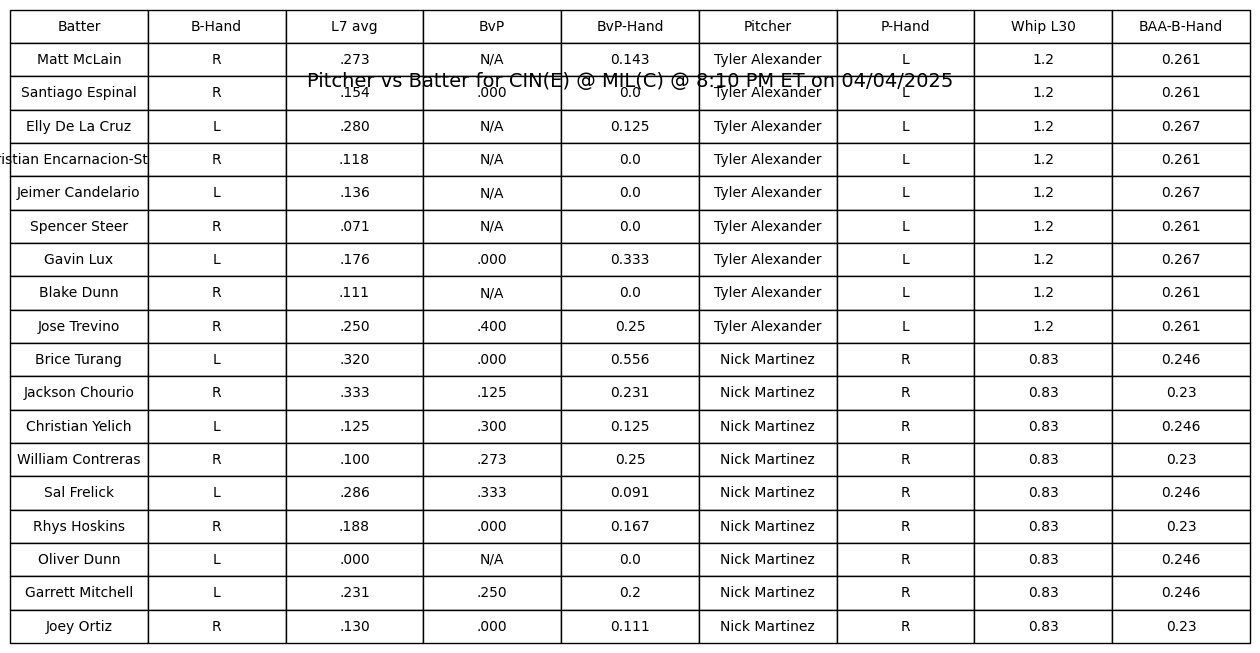 Batter B-Hand L7 avg BvP BvP-Hand Pitcher P-Hand Whip L30 BAA-B-Hand
Matt McLain R .273 N/A 0.143 Tyler Alexander L 1.2 0.261
Pitcher vs Batter for CIN(E) @ MIL(C) @ 8:10 PM ET on 04/04/2025
Santiago Espinal R .154 .000 0.0 Tyler Alexander L 1.2 0.261
Elly De La Cruz L .280 N/A 0.125 Tyler Alexander L 1.2 0.267
ristian Encarnacion-St R .118 N/A 0.0 Tyler Alexander L 1.2 0.261
Jeimer Candelario L .136 N/A 0.0 Tyler Alexander L 1.2 0.267
Spencer Steer R .071 N/A 0.0 Tyler Alexander L 1.2 0.261
Gavin Lux L .176 .000 0.333 Tyler Alexander L 1.2 0.267
Blake Dunn R .111 N/A 0.0 Tyler Alexander L 1.2 0.261
Jose Trevino R .250 .400 0.25 Tyler Alexander L 1.2 0.261
Brice Turang L .320 .000 0.556 Nick Martinez R 0.83 0.246
Jackson Chourio R .333 .125 0.231 Nick Martinez R 0.83 0.23
Christian Yelich L .125 .300 0.125 Nick Martinez R 0.83 0.246
William Contreras R .100 .273 0.25 Nick Martinez R 0.83 0.23
Sal Frelick L .286 .333 0.091 Nick Martinez R 0.83 0.246
Rhys Hoskins R .188 .000 0.167 Nick Martinez R 0.83 0.23
Oliver Dunn L .000 N/A 0.0 Nick Martinez R 0.83 0.246
Garrett Mitchell L .231 .250 0.2 Nick Martinez R 0.83 0.246
Joey Ortiz R .130 .000 0.111 Nick Martinez R 0.83 0.23